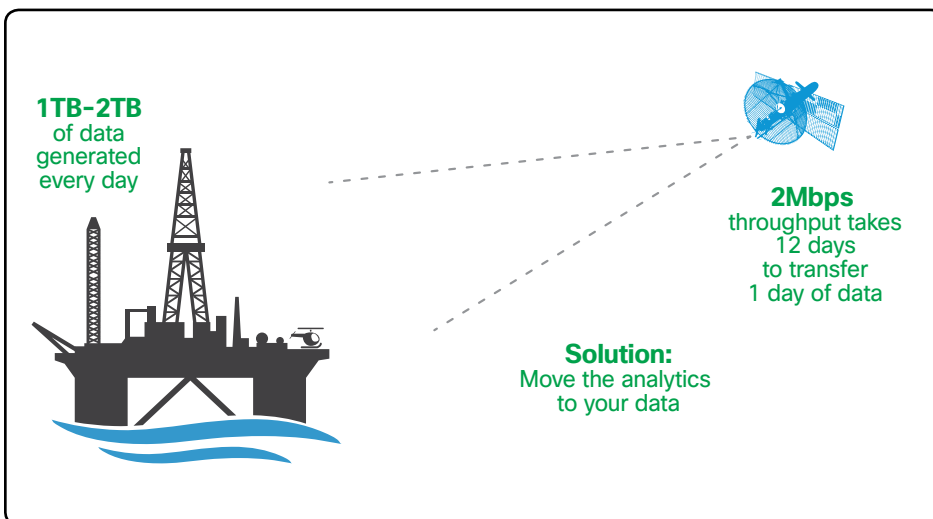 1TB-2TB
of data
generated
every day
2Mbps
throughput takes
12 days
to transfer
1 day of data
Solution:
Move the analytics
to your data